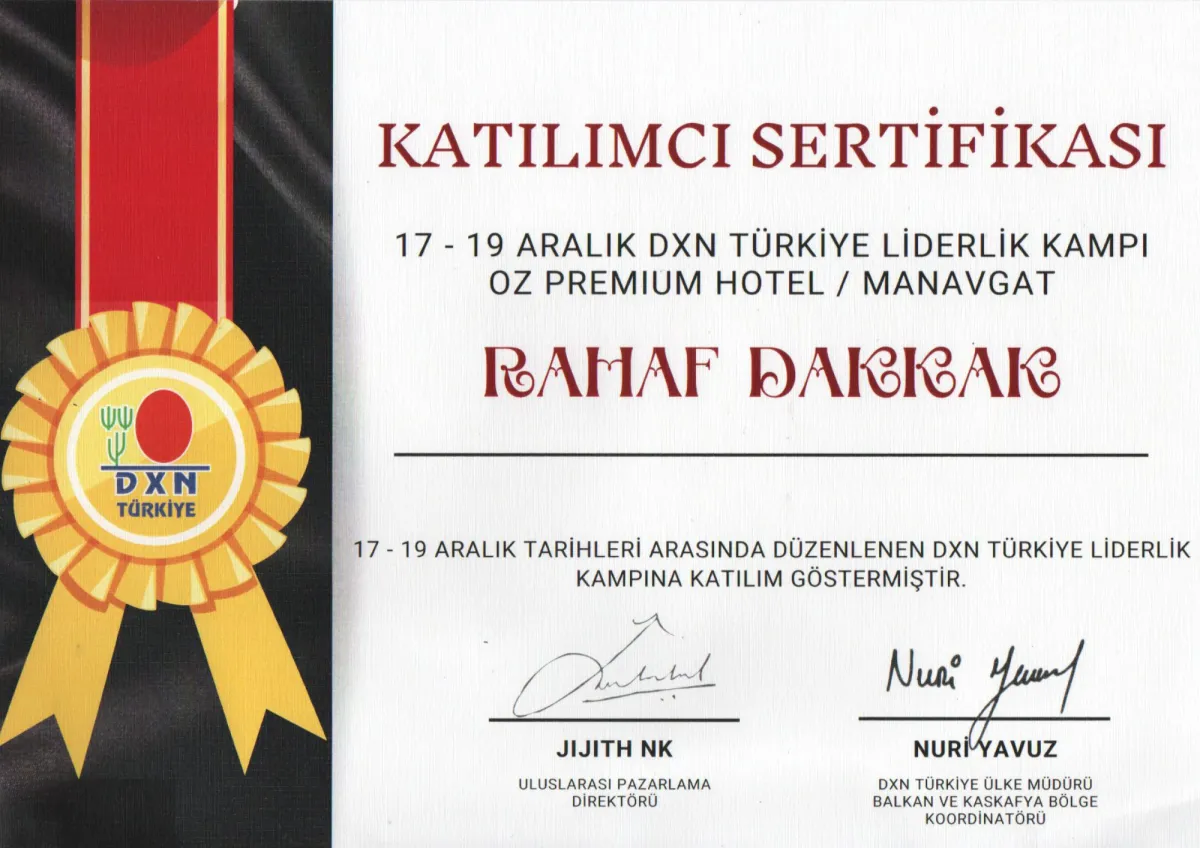 KATILIMCI SERTİFİKASI
17 - 19 ARALIK DXN TÜRKİYE LİDERLİK KAMPI
OZ PREMIUM HOTEL / MANAVGAT
RAHAF DAKKAK
DXN
TÜRKİYE
17 - 19 ARALIK TARİHLERİ ARASINDA DÜZENLENEN DXN TÜRKİYE LİDERLİK
KAMPINA KATILIM GÖSTERMİŞTİR.
Nuri Yavuz
JIJITH NK
ULUSLARASI PAZARLAMA
DİREKTÖRÜ
NURİ YAVUZ
DXN TÜRKİYE ÜLKE MÜDÜRÜ
BALKAN VE KASKAFYA BÖLGE
KOORDİNATÖRÜ